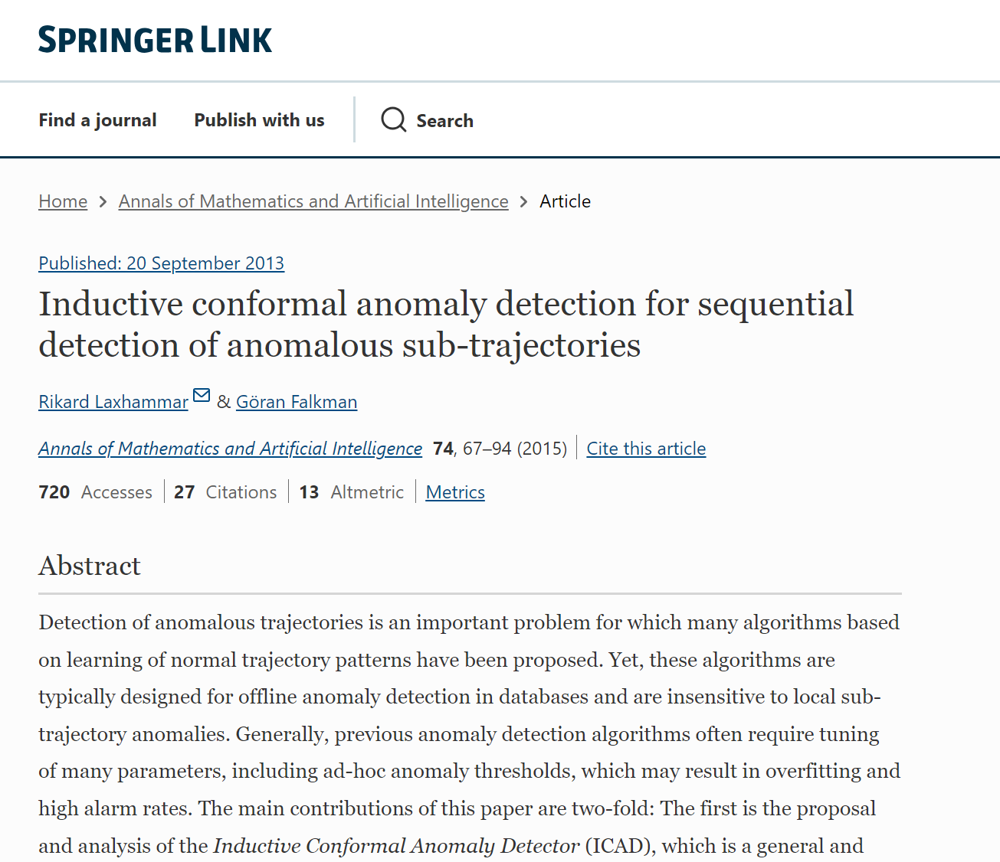 SPRINGER LINK
Find a journal Publish with us Search
Home > Annals of Mathematics and Artificial Intelligence > Article
Published: 20 September 2013
Inductive conformal anomaly detection for sequential
detection of anomalous sub-trajectories
Rikard Laxhammar & Göran Falkman
Annals of Mathematics and Artificial Intelligence 74, 67–94 (2015) Cite this article
720 Accesses 27 Citations 13 Altmetric Metrics
Abstract
Detection of anomalous trajectories is an important problem for which many algorithms based
on learning of normal trajectory patterns have been proposed. Yet, these algorithms are
typically designed for offline anomaly detection in databases and are insensitive to local sub-
trajectory anomalies. Generally, previous anomaly detection algorithms often require tuning
of many parameters, including ad-hoc anomaly thresholds, which may result in overfitting and
high alarm rates. The main contributions of this paper are two-fold: The first is the proposal
and analysis of the Inductive Conformal Anomaly Detector (ICAD), which is a general and